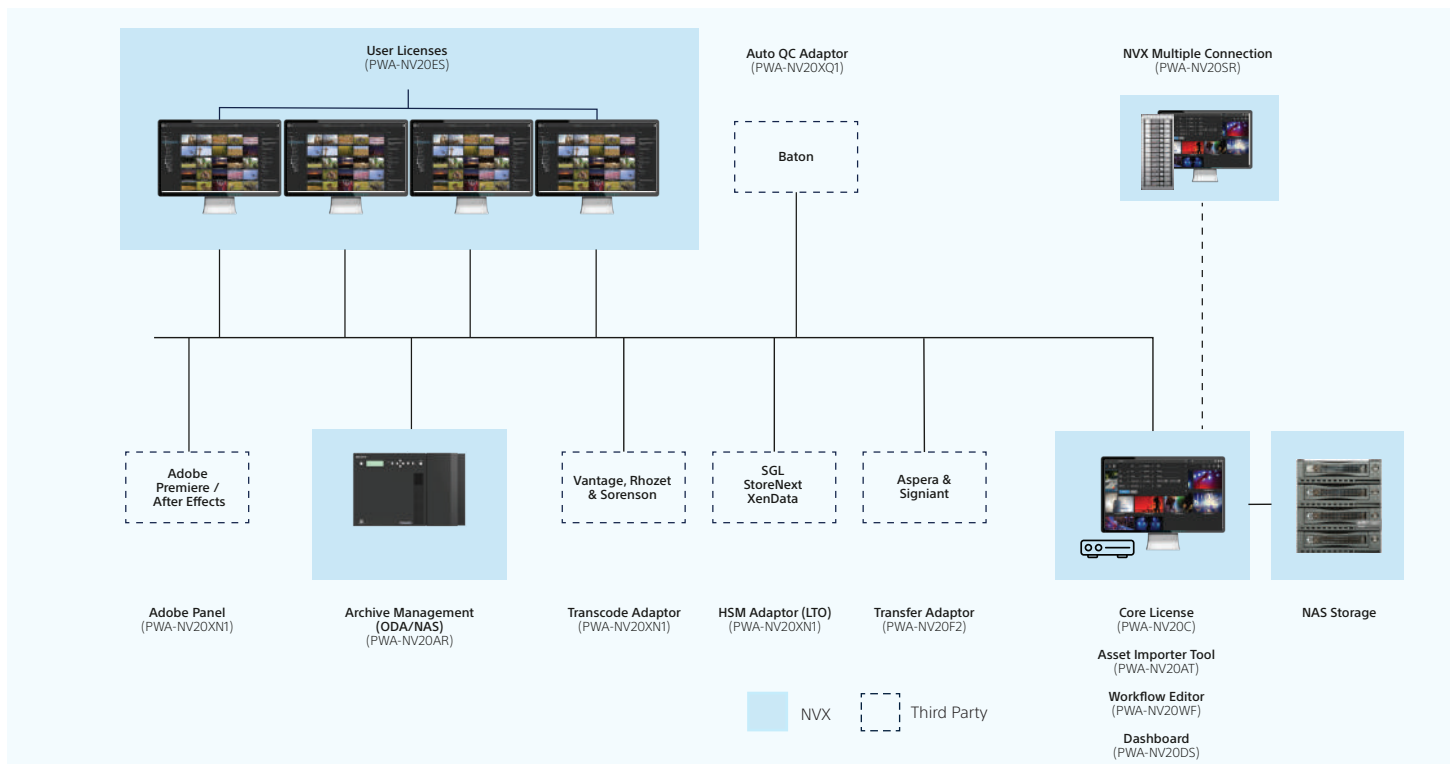 User Licenses
(PWA-NV20ES)
Auto QC Adaptor
(PWA-NV20XQ1)
NVX Multiple Connection
(PWA-NV20SR)
Baton
Adobe
Premiere /
After Effects
Vantage, Rhozet
& Sorenson
SGL
StoreNext
XenData
Aspera &
Signiant
Adobe Panel
(PWA-NV20XN1)
Archive Management
(ODA/NAS)
(PWA-NV20AR)
Transcode Adaptor
(PWA-NV20XN1)
HSM Adaptor (LTO)
(PWA-NV20XN1)
Transfer Adaptor
(PWA-NV20F2)
Core License
(PWA-NV20C)
NAS Storage
Asset Importer Tool
(PWA-NV20AT)
Workflow Editor
(PWA-NV20WF)
Dashboard
(PWA-NV20DS)
NVX
Third Party